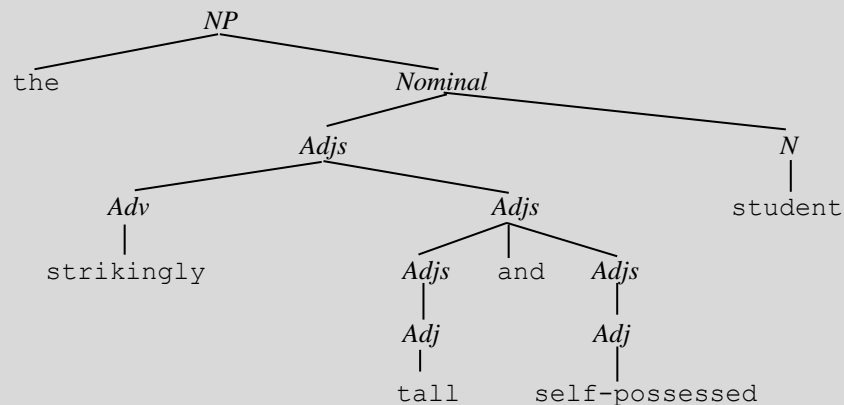 NP
the Nominal
Adjs N
Adv Adjs student
strikingly Adjs and Adjs
Adj Adj
tall self-possessed